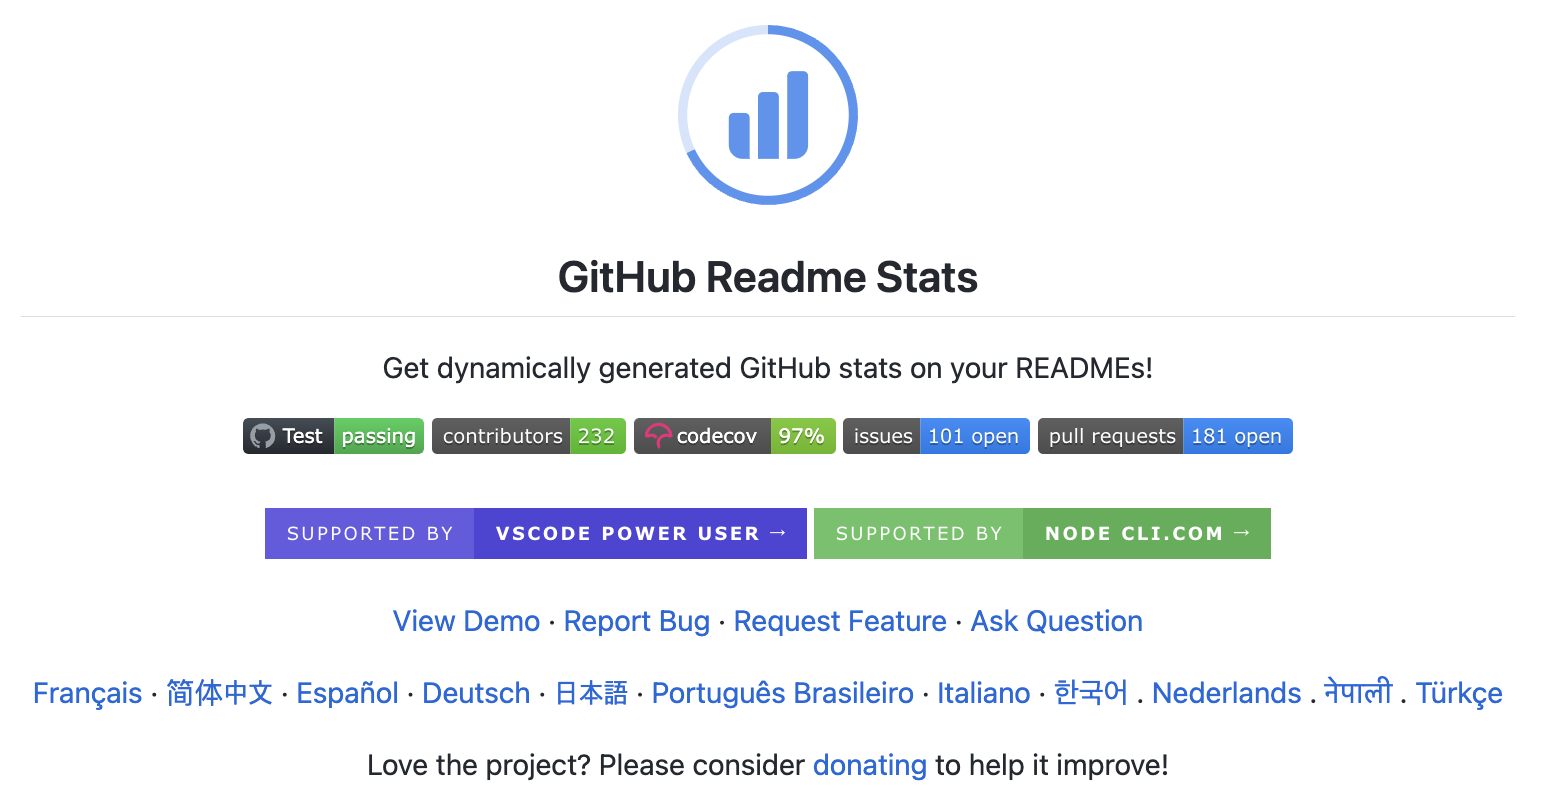 GitHub Readme Stats
Get dynamically generated GitHub stats on your READMEs!
Test passing contributors 232 codecov 97% issues 101 open pull requests 181 open
SUPPORTED BY VSCODE POWER USER → SUPPORTED BY NODE CLI.COM →
View Demo · Report Bug · Request Feature · Ask Question
Français · 简体中文 · Español · Deutsch · 日本語 · Português Brasileiro · Italiano · 한국어 . Nederlands . नेपाली . Türkçe
Love the project? Please consider donating to help it improve!